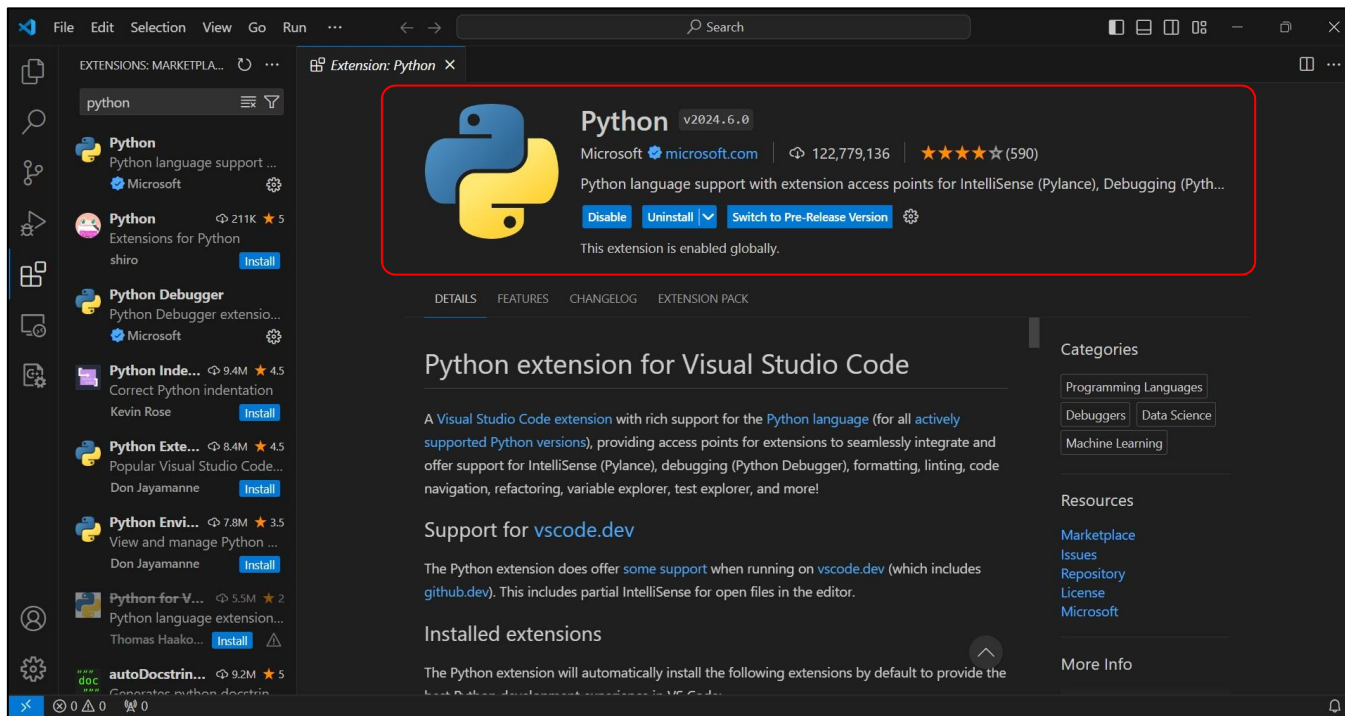 File Edit Selection View Go Run ···
Search
EXTENSIONS: MARKETPLA... ···
python
Python
Python language support ...
Microsoft
Python 211K ★ 5
Extensions for Python
shiro Install
Python Debugger
Python Debugger extensio...
Microsoft
Python Inde... 9.4M ★ 4.5
Correct Python indentation
Kevin Rose Install
Python Exte... 8.4M ★ 4.5
Popular Visual Studio Code...
Don Jayamanne Install
Python Envi... 7.8M ★ 3.5
View and manage Python ...
Don Jayamanne Install
Python for V... 5.5M ★ 2
Python language extension...
Thomas Haako... Install
doc
autoDocstrin... 9.2M ★ 5
Generates python docstrin
Extension: Python
Python v2024.6.0
Microsoft microsoft.com | 122,779,136 | ★★★★☆(590)
Python language support with extension access points for IntelliSense (Pylance), Debugging (Pyth...
Disable Uninstall Switch to Pre-Release Version
This extension is enabled globally.
DETAILS FEATURES CHANGELOG EXTENSION PACK
Python extension for Visual Studio Code
A Visual Studio Code extension with rich support for the Python language (for all actively
supported Python versions), providing access points for extensions to seamlessly integrate and
offer support for IntelliSense (Pylance), debugging (Python Debugger), formatting, linting, code
navigation, refactoring, variable explorer, test explorer, and more!
Support for vscode.dev
The Python extension does offer some support when running on vscode.dev (which includes
github.dev). This includes partial IntelliSense for open files in the editor.
Installed extensions
The Python extension will automatically install the following extensions by default to provide the
best Python development experience in VS Code:
Categories
Programming Languages
Debuggers Data Science
Machine Learning
Resources
Marketplace
Issues
Repository
License
Microsoft
More Info
0 0 0